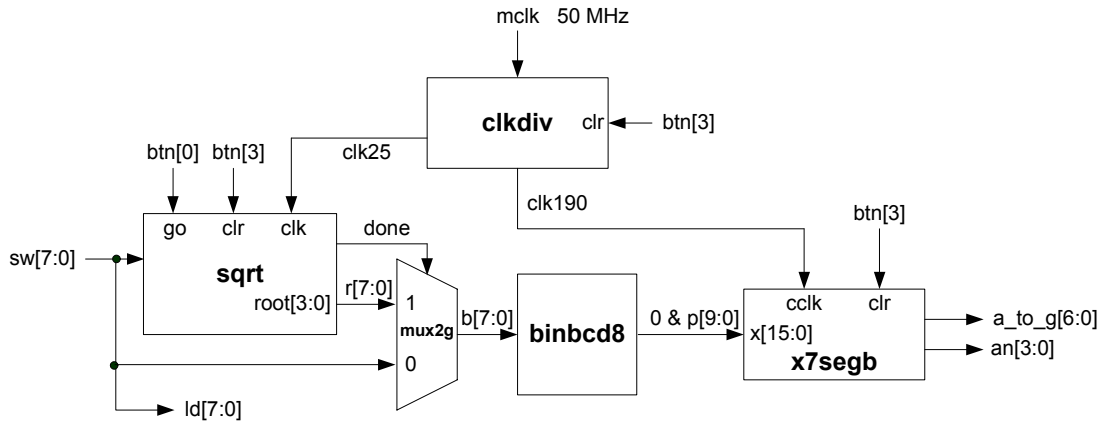 mclk 50 MHz
clkdiv
clr
btn[3]
btn[0]
btn[3]
clk25
clk190
btn[3]
go
clr
clk
done
sw[7:0]
sqrt
root[3:0]
r[7:0]
1
mux2g
0
b[7:0]
binbcd8
0 & p[9:0]
cclk
clr
x[15:0]
x7segb
a_to_g[6:0]
an[3:0]
ld[7:0]